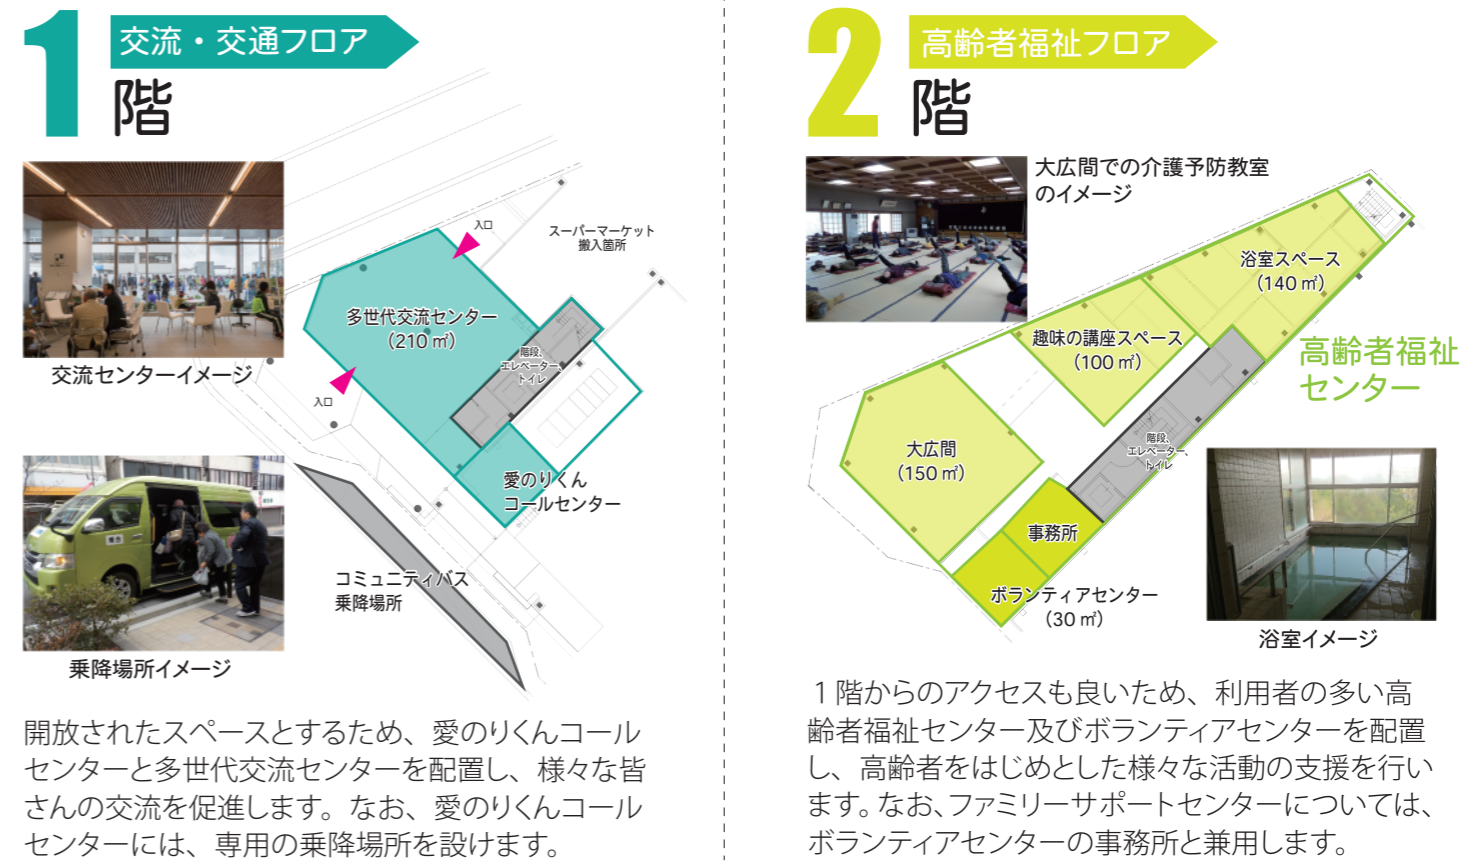 1
交流・交通フロア
階
交流センターイメージ
乗降場所イメージ
入口
スーパーマーケット
搬入箇所
多世代交流センター
（210 ㎡）
階段、
エレベーター、
トイレ
入口
愛のりくん
コールセンター
コミュニティバス
乗降場所
開放されたスペースとするため、愛のりくんコール
センターと多世代交流センターを配置し、様々な皆
さんの交流を促進します。なお、愛のりくんコール
センターには、専用の乗降場所を設けます。
2
高齢者福祉フロア
階
大広間での介護予防教室
のイメージ
浴室スペース
（140 ㎡）
趣味の講座スペース
（100 ㎡）
高齢者福祉
センター
大広間
（150 ㎡）
階段、
エレベーター、
トイレ
事務所
ボランティアセンター
（30 ㎡）
浴室イメージ
１階からのアクセスも良いため、利用者の多い高
齢者福祉センター及びボランティアセンターを配置
し、高齢者をはじめとした様々な活動の支援を行い
ます。なお、ファミリーサポートセンターについては、
ボランティアセンターの事務所と兼用します。